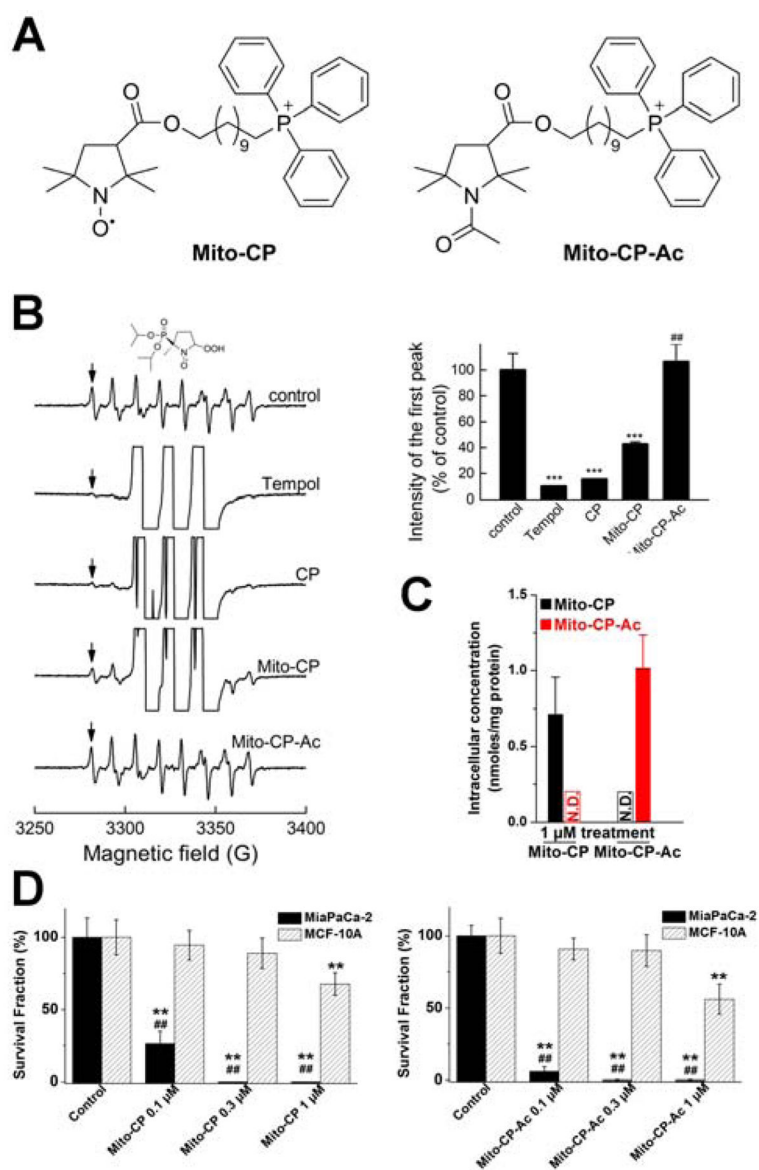 A
O
O
9
P
+
N
O•
Mito-CP
O
O
9
P
+
N
O
Mito-CP-Ac
B
O
O
P
O
N
O
OOH
control
Tempol
CP
Mito-CP
Mito-CP-Ac
3250 3300 3350 3400
Magnetic field (G)
Intensity of the first peak
(% of control)
100
80
60
40
20
0
***
***
***
##
control
Tempol
CP
Mito-CP
Mito-CP-Ac
C
Mito-CP
Mito-CP-Ac
Intracellular concentration
(nmoles/mg protein)
1.5
1.0
0.5
0.0
N.D.
N.D.
1 µM treatment
Mito-CP Mito-CP-Ac
D
MiaPaCa-2
MCF-10A
Survival Fraction (%)
100
50
0
**
##
**
##
**
##
**
Control
Mito-CP 0.1 µM
Mito-CP 0.3 µM
Mito-CP 1 µM
MiaPaCa-2
MCF-10A
Survival Fraction (%)
100
50
0
**
##
**
##
**
##
**
Control
Mito-CP-Ac 0.1 µM
Mito-CP-Ac 0.3 µM
Mito-CP-Ac 1 µM